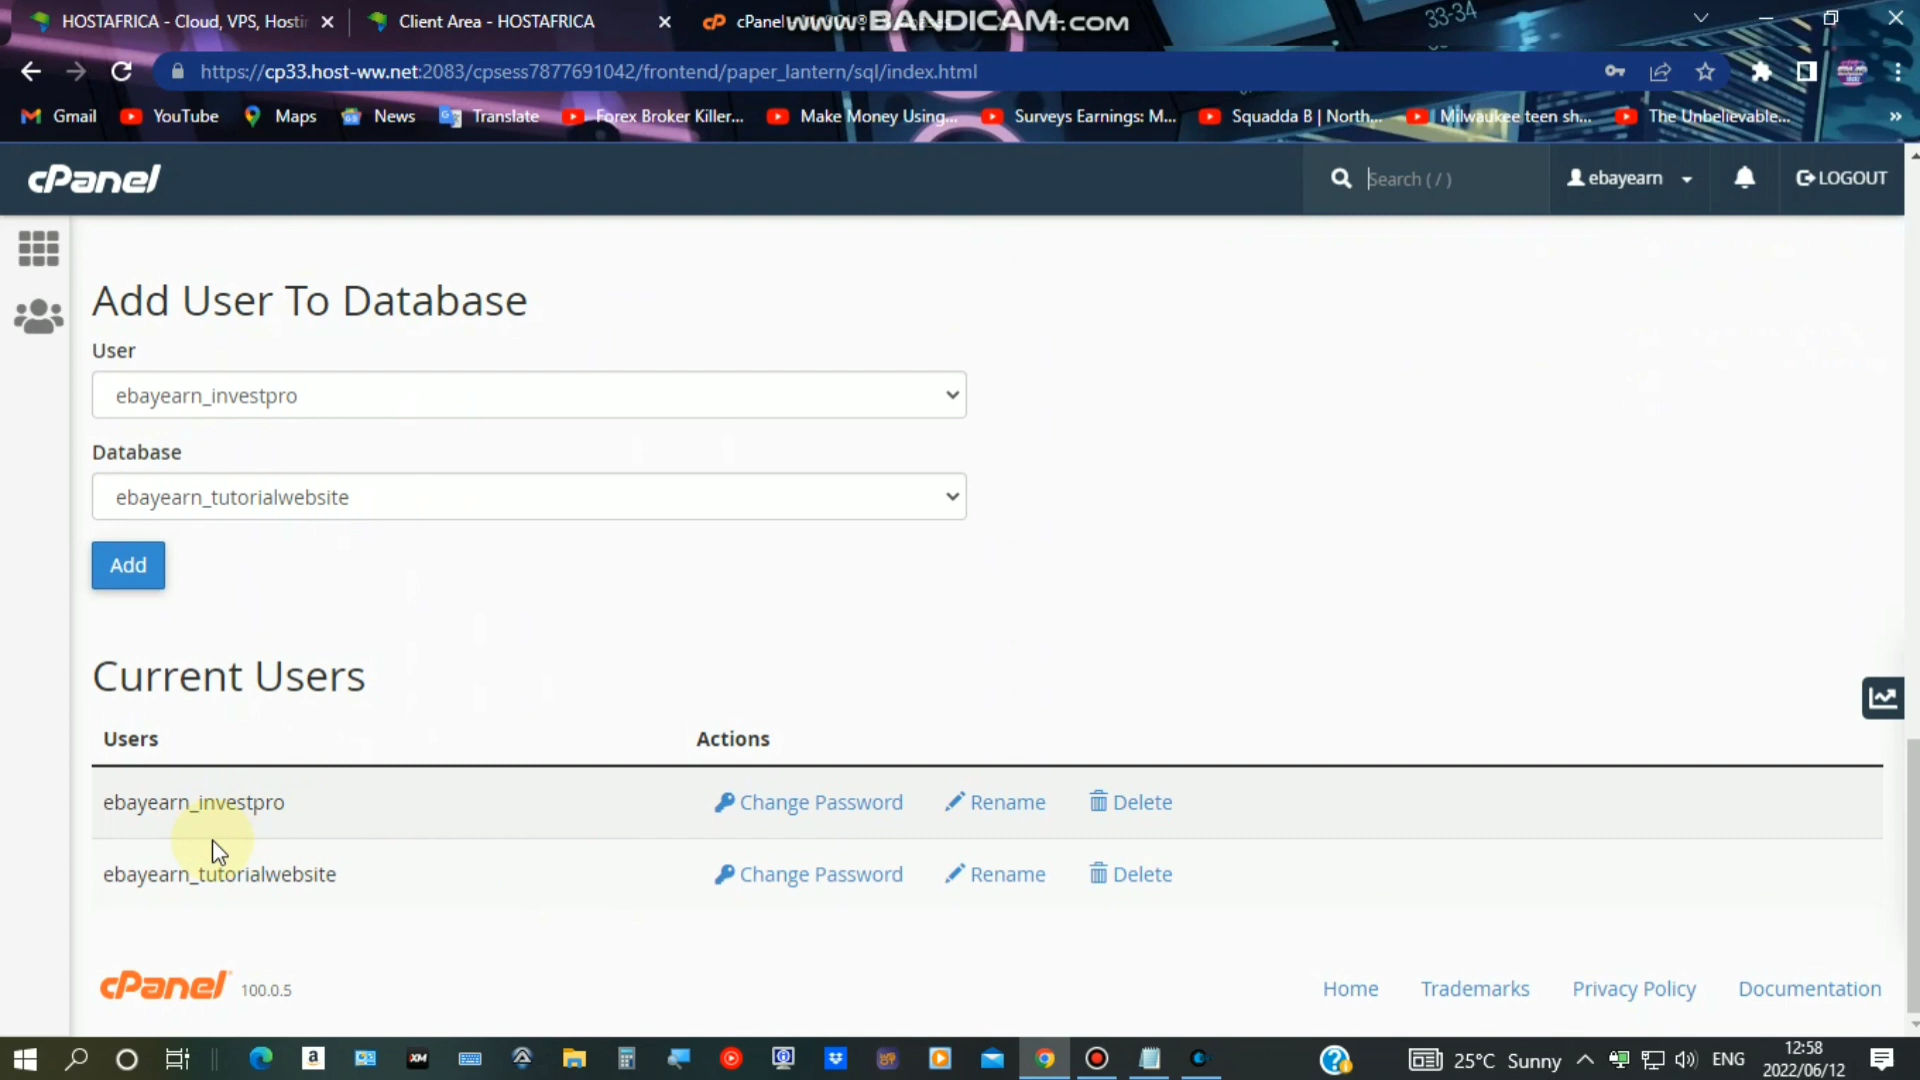 HOSTAFRICA - Cloud, VPS, Hostin
Client Area - HOSTAFRICA
cPanel
www.BANDICAM.com
33-34
https://cp33.host-ww.net:2083/cpsess7877691042/frontend/paper_lantern/sql/index.html
Gmail
YouTube
Maps
News
Translate
Forex Broker Killer...
Make Money Using...
Surveys Earnings: M...
Squadda B | North...
Milwaukee teen sh...
The Unbelievable...
»
cPanel
Search ( / )
ebayearn
LOGOUT
Add User To Database
User
ebayearn_investpro
Database
ebayearn_tutorialwebsite
Add
Current Users
Users
Actions
ebayearn_investpro
Change Password
Rename
Delete
ebayearn_tutorialwebsite
Change Password
Rename
Delete
cPanel 100.0.5
Home
Trademarks
Privacy Policy
Documentation
a
XM
25°C Sunny
ENG
12:58
2022/06/12